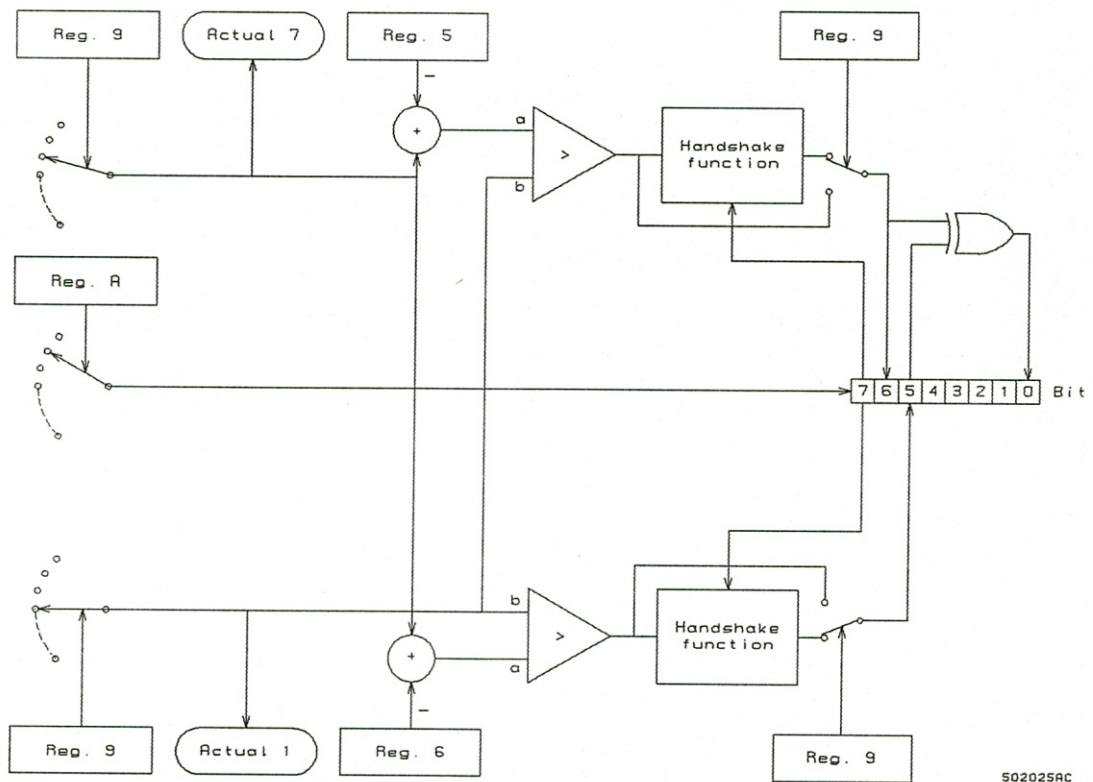 Reg. 9
Actual 7
Reg. 5
Reg. 9
–
+
a
b
>
Handshake
function
Reg. A
7 6 5 4 3 2 1 0 Bit
b
a
>
Handshake
function
+
–
Reg. 9
Actual 1
Reg. 6
Reg. 9
502025AC